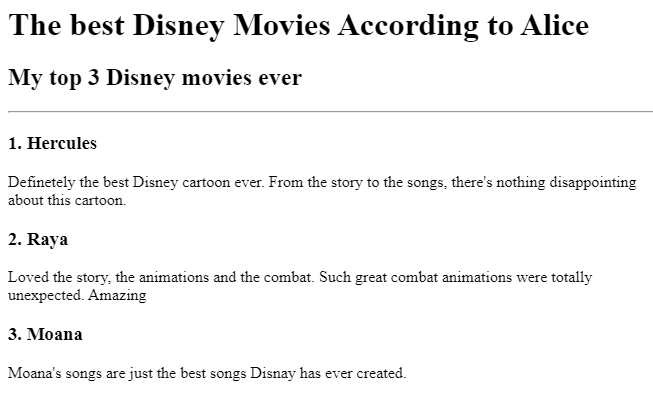 The best Disney Movies According to Alice
My top 3 Disney movies ever
1. Hercules
Definetely the best Disney cartoon ever. From the story to the songs, there's nothing disappointing
about this cartoon.
2. Raya
Loved the story, the animations and the combat. Such great combat animations were totally
unexpected. Amazing
3. Moana
Moana's songs are just the best songs Disnay has ever created.